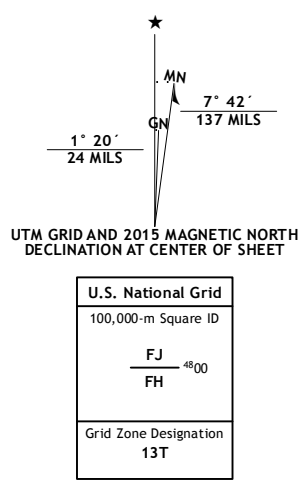 MN
GN
7° 42´
137 MILS
1° 20´
24 MILS
UTM GRID AND 2015 MAGNETIC NORTH
DECLINATION AT CENTER OF SHEET
U.S. National Grid
100,000-m Square ID
FJ
4800
FH
Grid Zone Designation
13T